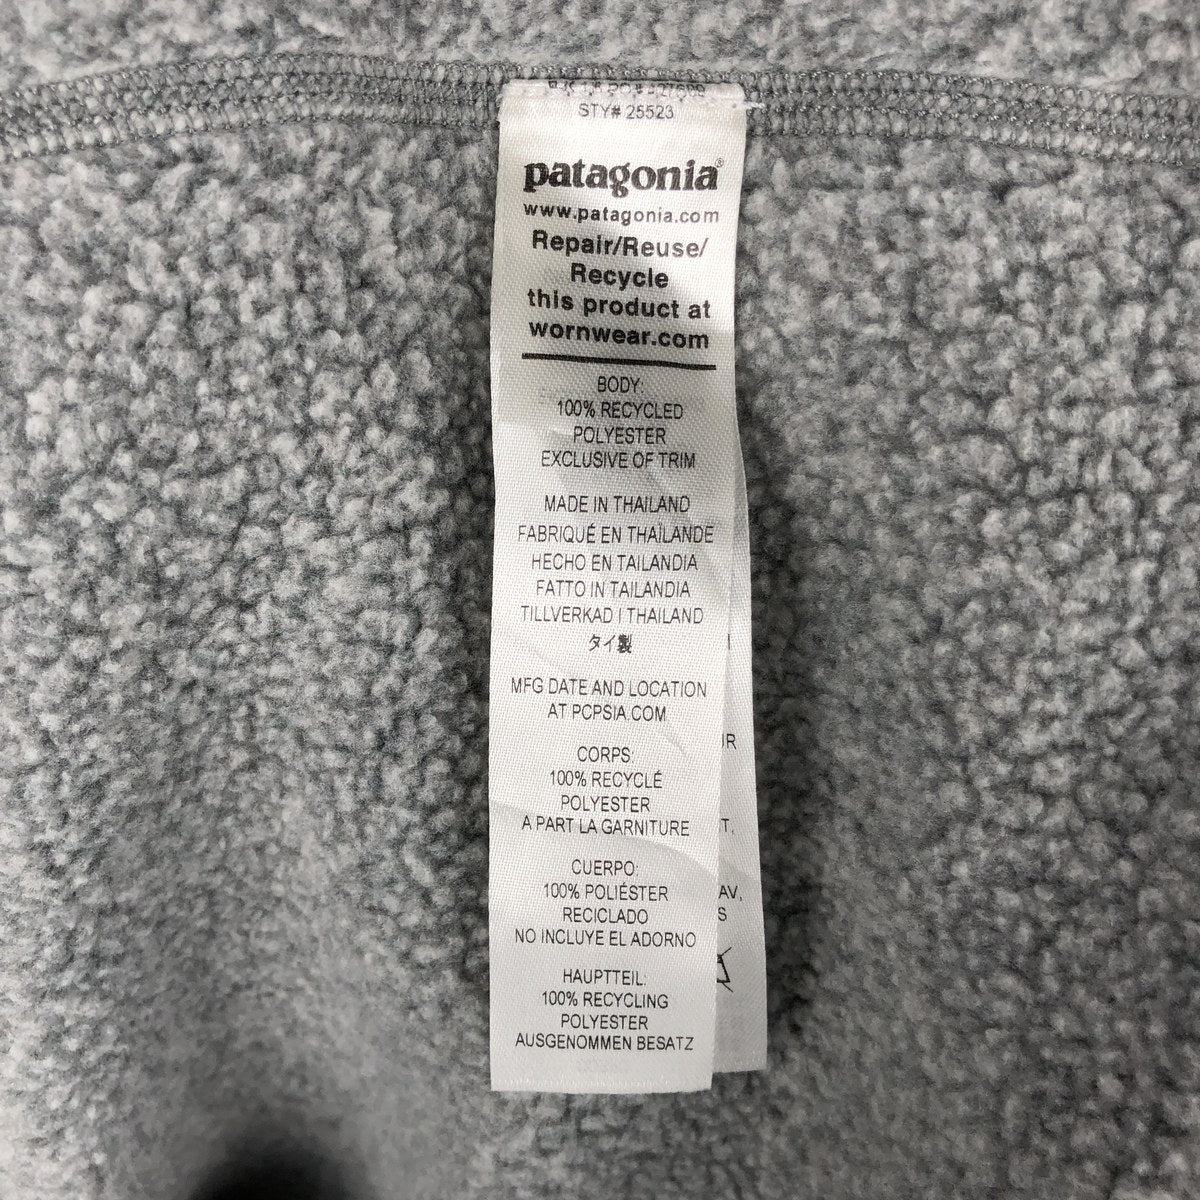 STY# 25523
patagonia®
www.patagonia.com
Repair/Reuse/
Recycle
this product at
wornwear.com
BODY:
100% RECYCLED
POLYESTER
EXCLUSIVE OF TRIM
MADE IN THAILAND
FABRIQUÉ EN THAÏLANDE
HECHO EN TAILANDIA
FATTO IN TAILANDIA
TILLVERKAD I THAILAND
タイ製
MFG DATE AND LOCATION
AT PCPSIA.COM
CORPS:
100% RECYCLÉ
POLYESTER
A PART LA GARNITURE
CUERPO:
100% POLIÉSTER
RECICLADO
NO INCLUYE EL ADORNO
HAUPTTEIL:
100% RECYCLING
POLYESTER
AUSGENOMMEN BESATZ